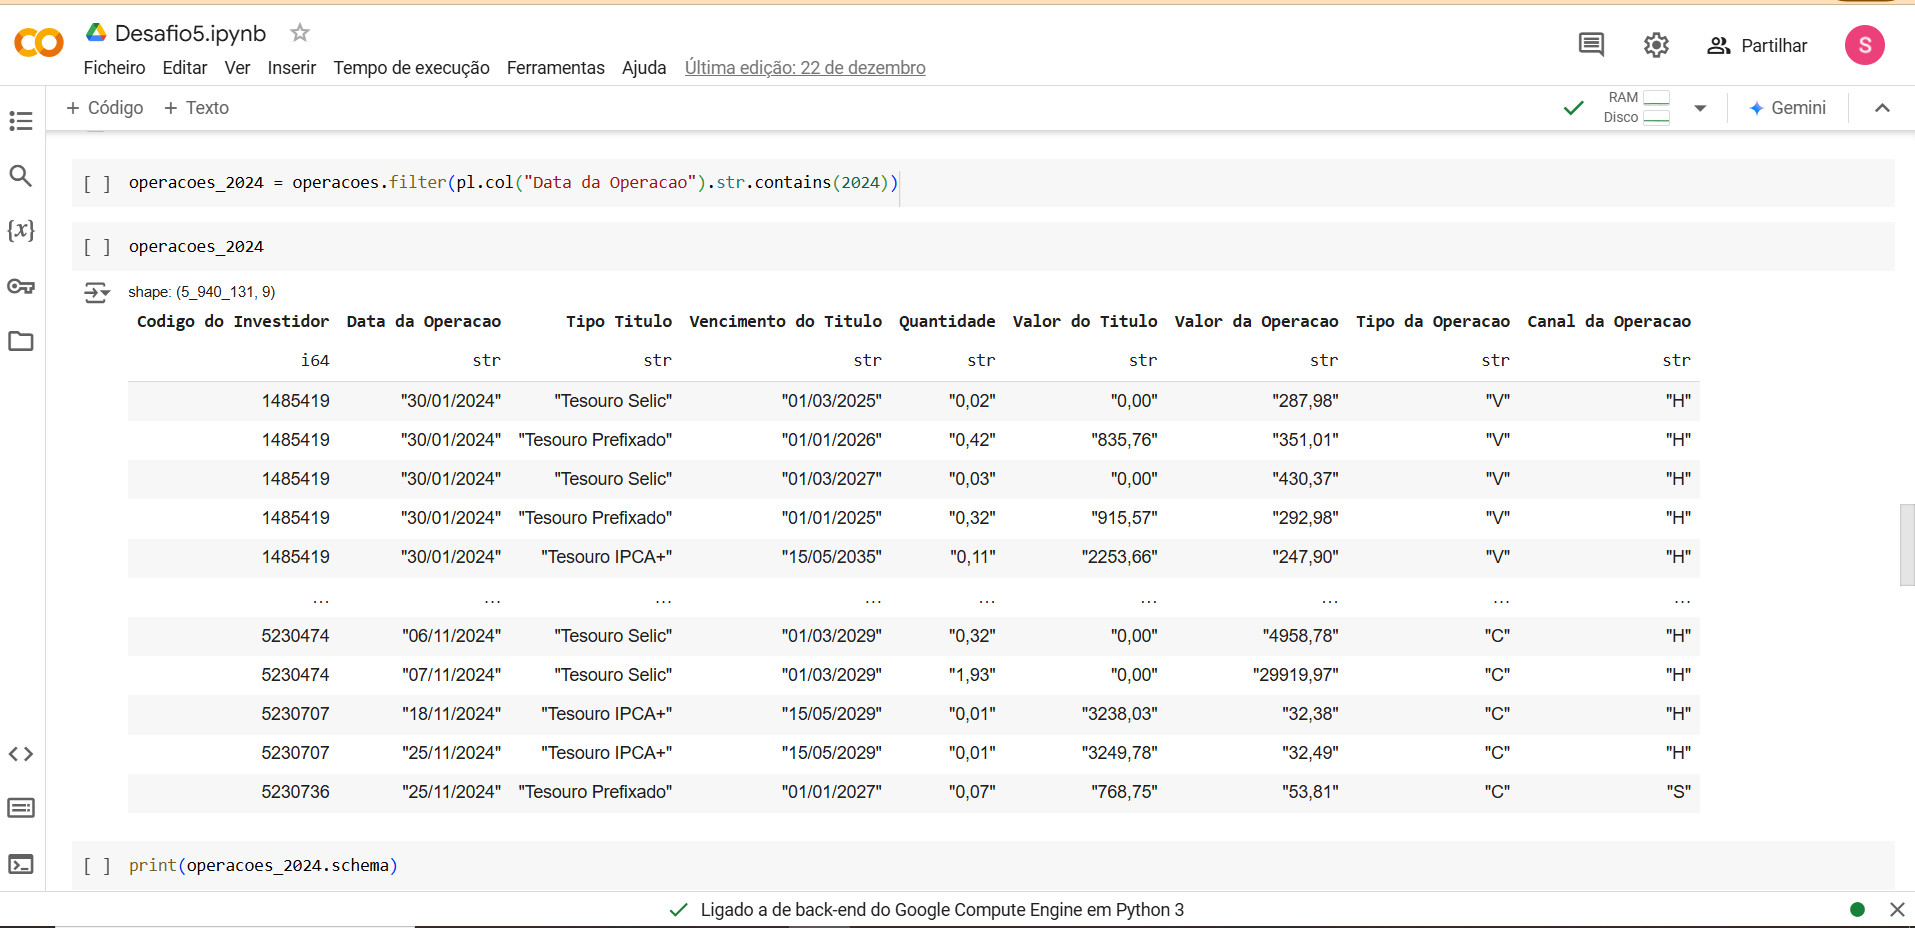 Desafio5.ipynb
Partilhar
S
Ficheiro Editar Ver Inserir Tempo de execução Ferramentas Ajuda Última edição: 22 de dezembro
+ Código + Texto
RAM
Disco
Gemini
[ ] operacoes_2024 = operacoes.filter(pl.col("Data da Operacao").str.contains(2024))
{x}
[ ] operacoes_2024
shape: (5_940_131, 9)
Codigo do Investidor Data da Operacao Tipo Titulo Vencimento do Titulo Quantidade Valor do Titulo Valor da Operacao Tipo da Operacao Canal da Operacao
i64 str str str str str str str str
1485419 "30/01/2024" "Tesouro Selic" "01/03/2025" "0,02" "0,00" "287,98" "V" "H"
1485419 "30/01/2024" "Tesouro Prefixado" "01/01/2026" "0,42" "835,76" "351,01" "V" "H"
1485419 "30/01/2024" "Tesouro Selic" "01/03/2027" "0,03" "0,00" "430,37" "V" "H"
1485419 "30/01/2024" "Tesouro Prefixado" "01/01/2025" "0,32" "915,57" "292,98" "V" "H"
1485419 "30/01/2024" "Tesouro IPCA+" "15/05/2035" "0,11" "2253,66" "247,90" "V" "H"
… … … … … … … … …
5230474 "06/11/2024" "Tesouro Selic" "01/03/2029" "0,32" "0,00" "4958,78" "C" "H"
5230474 "07/11/2024" "Tesouro Selic" "01/03/2029" "1,93" "0,00" "29919,97" "C" "H"
5230707 "18/11/2024" "Tesouro IPCA+" "15/05/2029" "0,01" "3238,03" "32,38" "C" "H"
5230707 "25/11/2024" "Tesouro IPCA+" "15/05/2029" "0,01" "3249,78" "32,49" "C" "H"
5230736 "25/11/2024" "Tesouro Prefixado" "01/01/2027" "0,07" "768,75" "53,81" "C" "S"
[ ] print(operacoes_2024.schema)
Ligado a de back-end do Google Compute Engine em Python 3